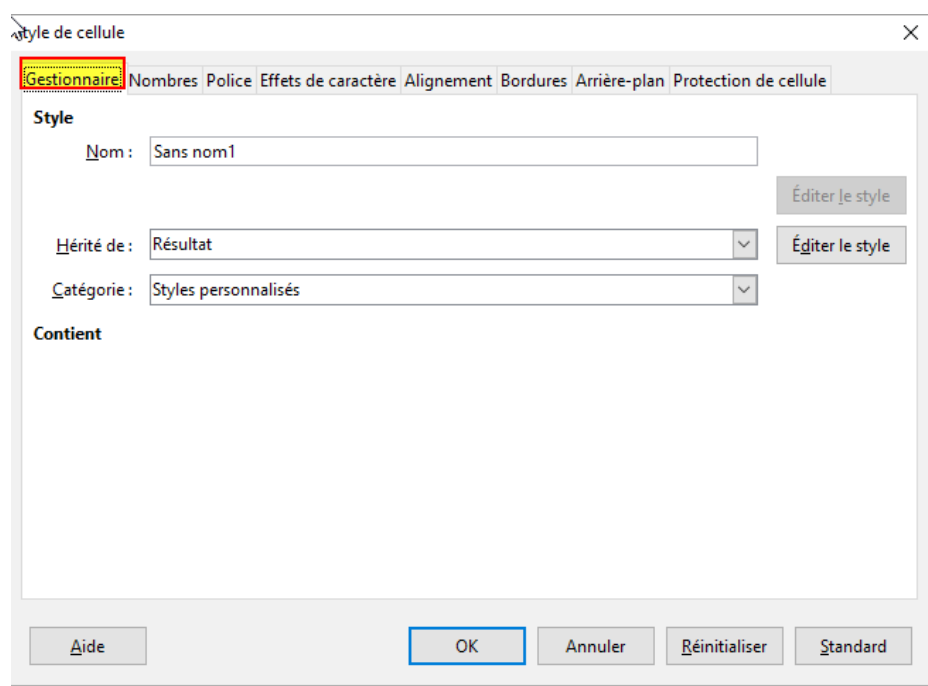 Style de cellule
Gestionnaire Nombres Police Effets de caractère Alignement Bordures Arrière-plan Protection de cellule
Style
Nom : Sans nom1
Éditer le style
Hérité de : Résultat Éditer le style
Catégorie : Styles personnalisés
Contient
Aide OK Annuler Réinitialiser Standard